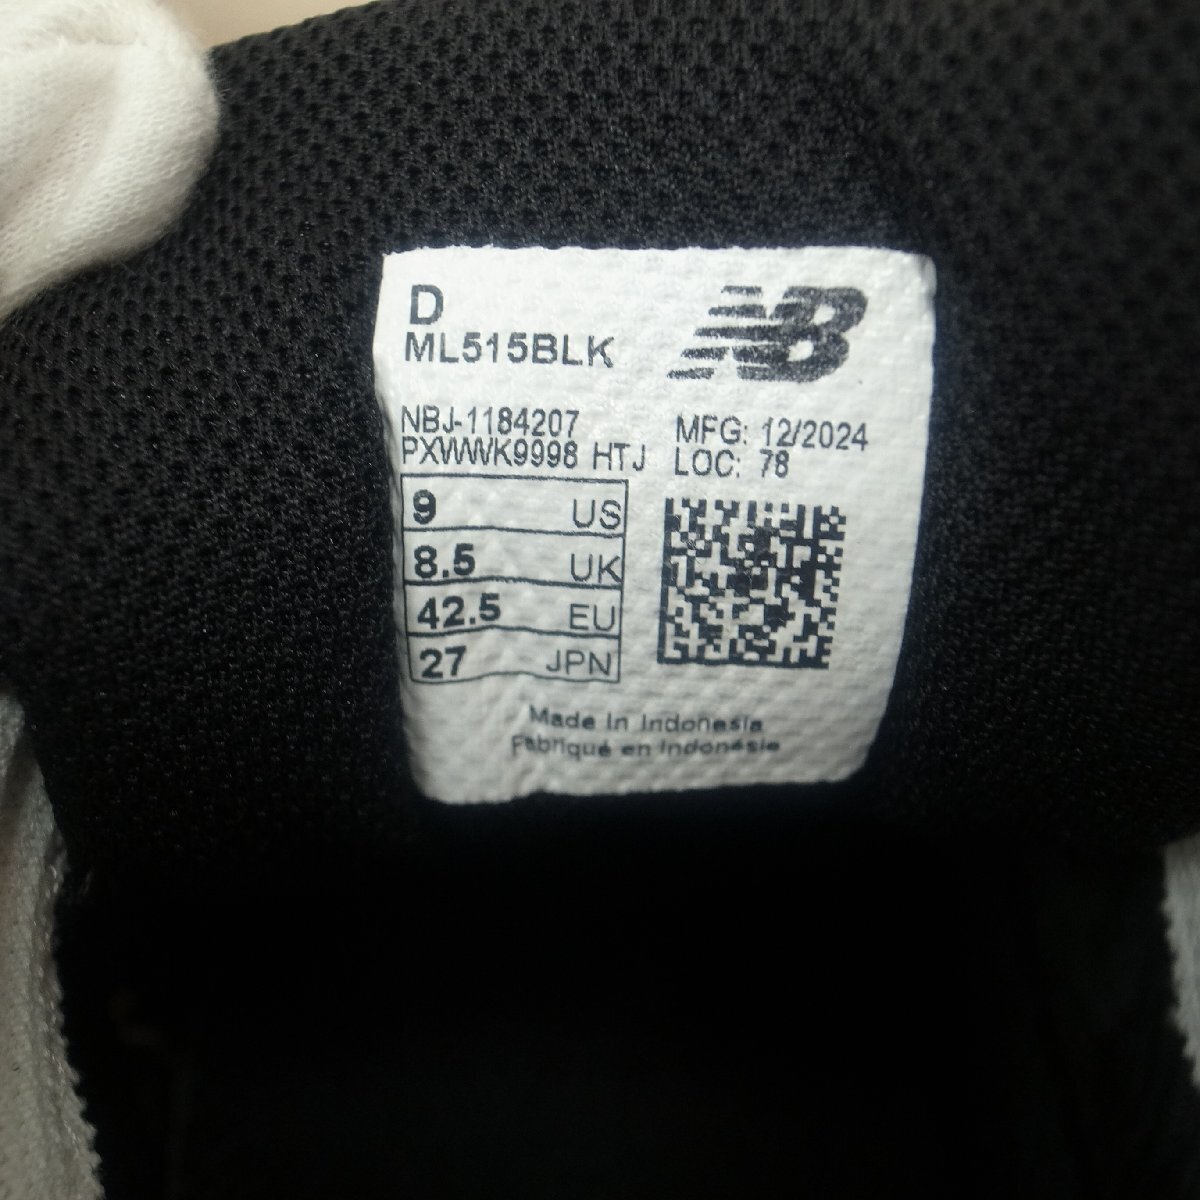 D
ML515BLK
NB
NBJ-1184207
PXWWK9998 HTJ
MFG: 12/2024
LOC: 78
9 US
8.5 UK
42.5 EU
27 JPN
Made in Indonesia
Fabriqué en Indonésie